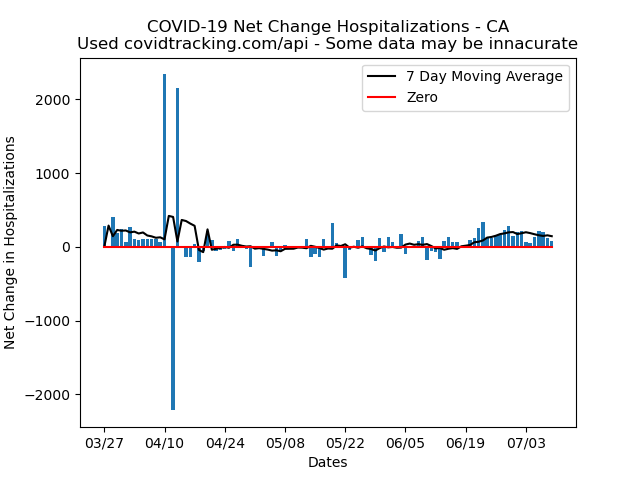 COVID-19 Net Change Hospitalizations - CA
Used covidtracking.com/api - Some data may be innacurate
7 Day Moving Average
Zero
Net Change in Hospitalizations
2000
1000
0
−1000
−2000
03/27 04/10 04/24 05/08 05/22 06/05 06/19 07/03
Dates